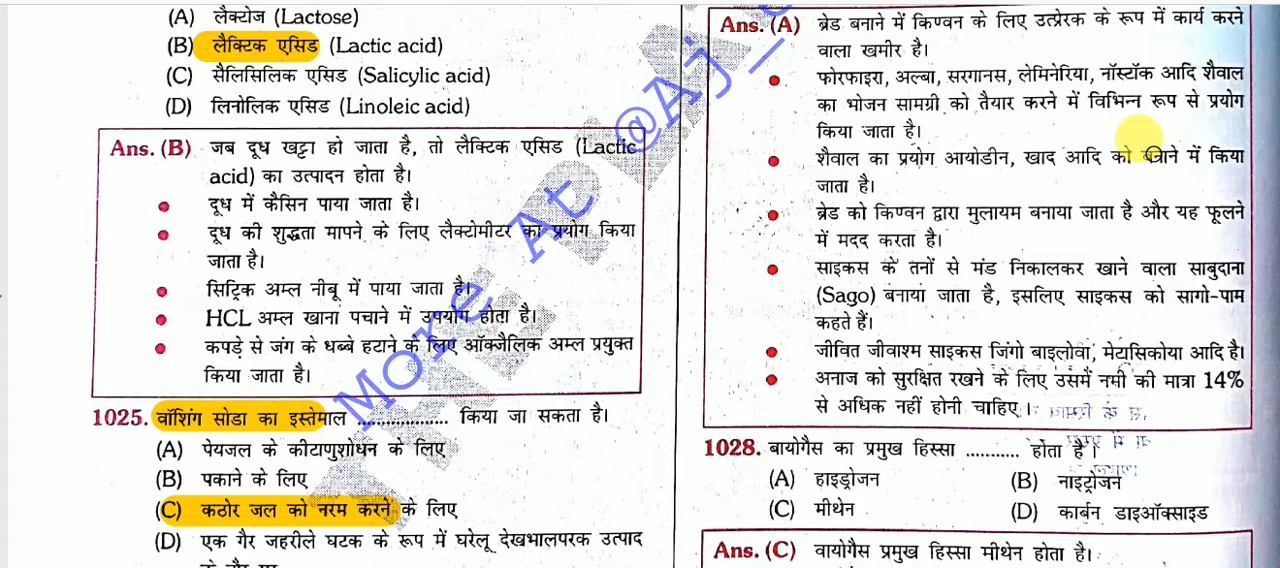 (A) लैक्टोज (Lactose)
(B) लैक्टिक एसिड (Lactic acid)
(C) सैलिसिलिक एसिड (Salicylic acid)
(D) लिनोलिक एसिड (Linoleic acid)
Ans. (B) जब दूध खट्टा हो जाता है, तो लैक्टिक एसिड (Lactic
acid) का उत्पादन होता है।
दूध में कैसिन पाया जाता है।
दूध की शुद्धता मापने के लिए लैक्टोमीटर का प्रयोग किया
जाता है।
सिट्रिक अम्ल नीबू में पाया जाता है।
HCL अम्ल खाना पचाने में उपयोग होता है।
कपड़े से जंग के धब्बे हटाने के लिए ऑक्जैलिक अम्ल प्रयुक्त
किया जाता है।
1025. वॉशिंग सोडा का इस्तेमाल .................... किया जा सकता है।
(A) पेयजल के कीटाणुशोधन के लिए
(B) पकाने के लिए
(C) कठोर जल को नरम करने के लिए
(D) एक गैर जहरीले घटक के रूप में घरेलू देखभालपरक उत्पाद
Ans. (A) ब्रेड बनाने में किण्वन के लिए उत्प्रेरक के रूप में कार्य करने
वाला खमीर है।
फोरफाइरा, अल्बा, सरगानस, लेमिनेरिया, नॉस्टॉक आदि शैवाल
का भोजन सामग्री को तैयार करने में विभिन्न रूप से प्रयोग
किया जाता है।
शैवाल का प्रयोग आयोडीन, खाद आदि को बनाने में किया
जाता है।
ब्रेड को किण्वन द्वारा मुलायम बनाया जाता है और यह फूलने
में मदद करता है।
साइकस के तनों से मंड निकालकर खाने वाला साबुदाना
(Sago) बनाया जाता है, इसलिए साइकस को सागो-पाम
कहते हैं।
जीवित जीवाश्म साइकस जिंगो बाइलोवा, मेटासिकोया आदि है।
अनाज को सुरक्षित रखने के लिए उसमें नमी की मात्रा 14%
से अधिक नहीं होनी चाहिए।
1028. बायोगैस का प्रमुख हिस्सा ........... होता है।
(A) हाइड्रोजन (B) नाइट्रोजन
(C) मीथेन (D) कार्बन डाइऑक्साइड
Ans. (C) वायोगैस प्रमुख हिस्सा मीथेन होता है।
More At @Aj_